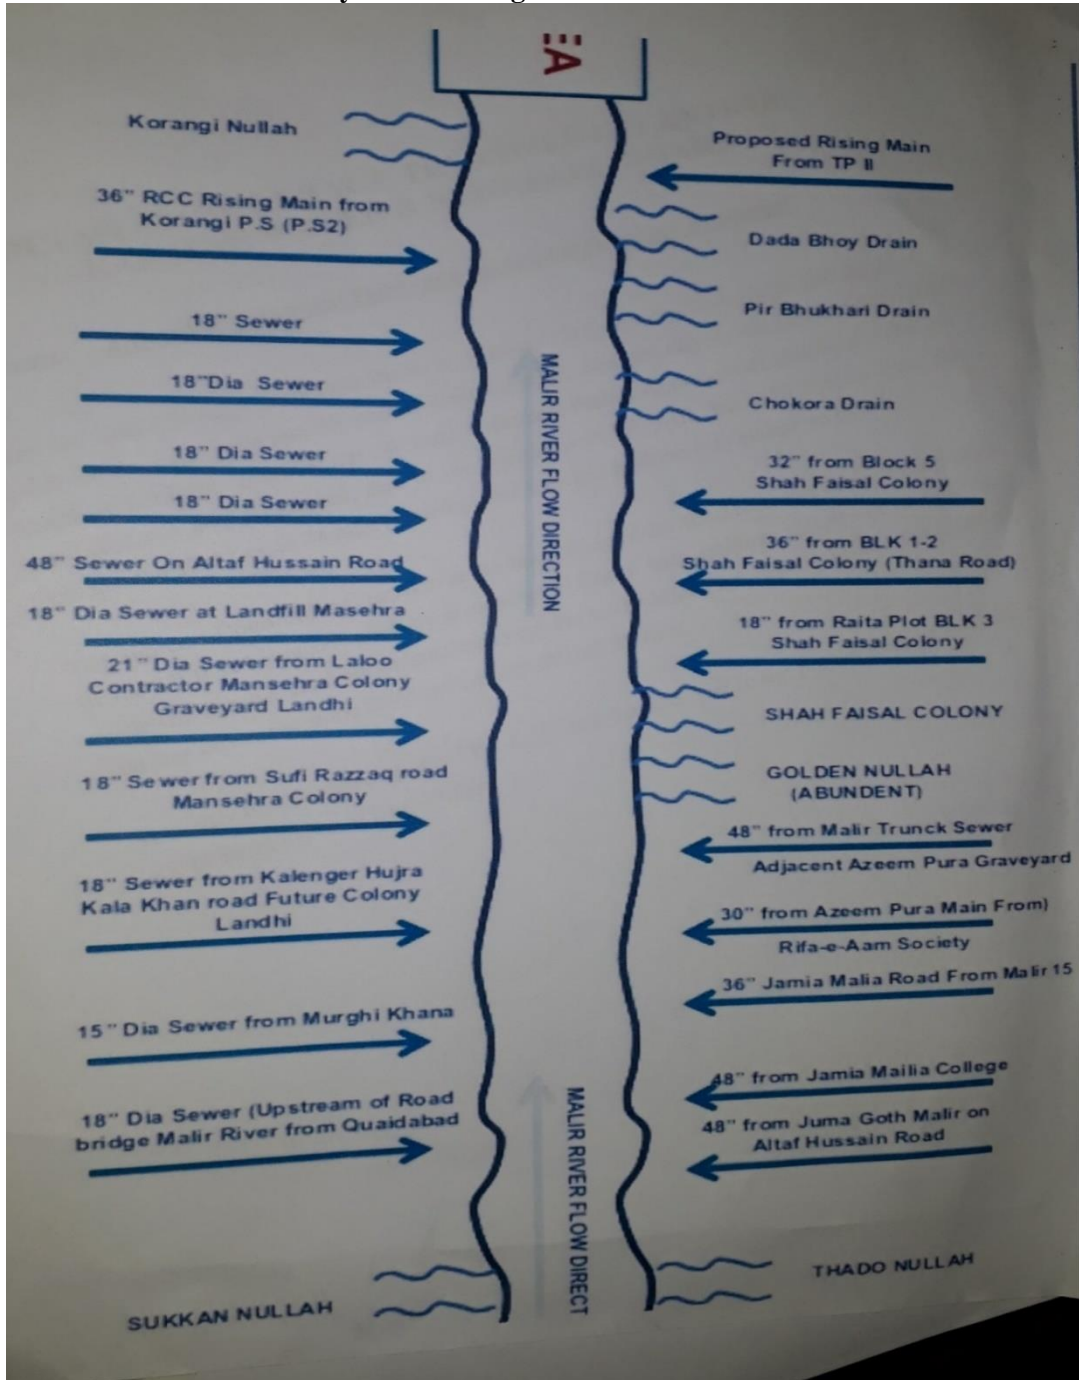 EA
Korangi Nullah
36" RCC Rising Main from
Korangi P.S (P.S2)
18" Sewer
18"Dia Sewer
18" Dia Sewer
18" Dia Sewer
48" Sewer On Altaf Hussain Road
18" Dia Sewer at Landfill Masehra
21" Dia Sewer from Laloo
Contractor Mansehra Colony
Graveyard Landhi
18" Sewer from Sufi Razzaq road
Mansehra Colony
18" Sewer from Kalenger Hujra
Kala Khan road Future Colony
Landhi
15" Dia Sewer from Murghi Khana
18" Dia Sewer (Upstream of Road
bridge Malir River from Quaidabad
SUKKAN NULLAH
MALIR RIVER FLOW DIRECTION
MALIR RIVER FLOW DIRECT
Proposed Rising Main
From TP II
Dada Bhoy Drain
Pir Bhukhari Drain
Chokora Drain
32" from Block 5
Shah Faisal Colony
36" from BLK 1-2
Shah Faisal Colony (Thana Road)
18" from Raita Plot BLK 3
Shah Faisal Colony
SHAH FAISAL COLONY
GOLDEN NULLAH
(ABUNDENT)
48" from Malir Trunck Sewer
Adjacent Azeem Pura Graveyard
30" from Azeem Pura Main From)
Rifa-e-Aam Society
36" Jamia Malia Road From Malir 15
48" from Jamia Mailia College
48" from Juma Goth Malir on
Altaf Hussain Road
THADO NULLAH